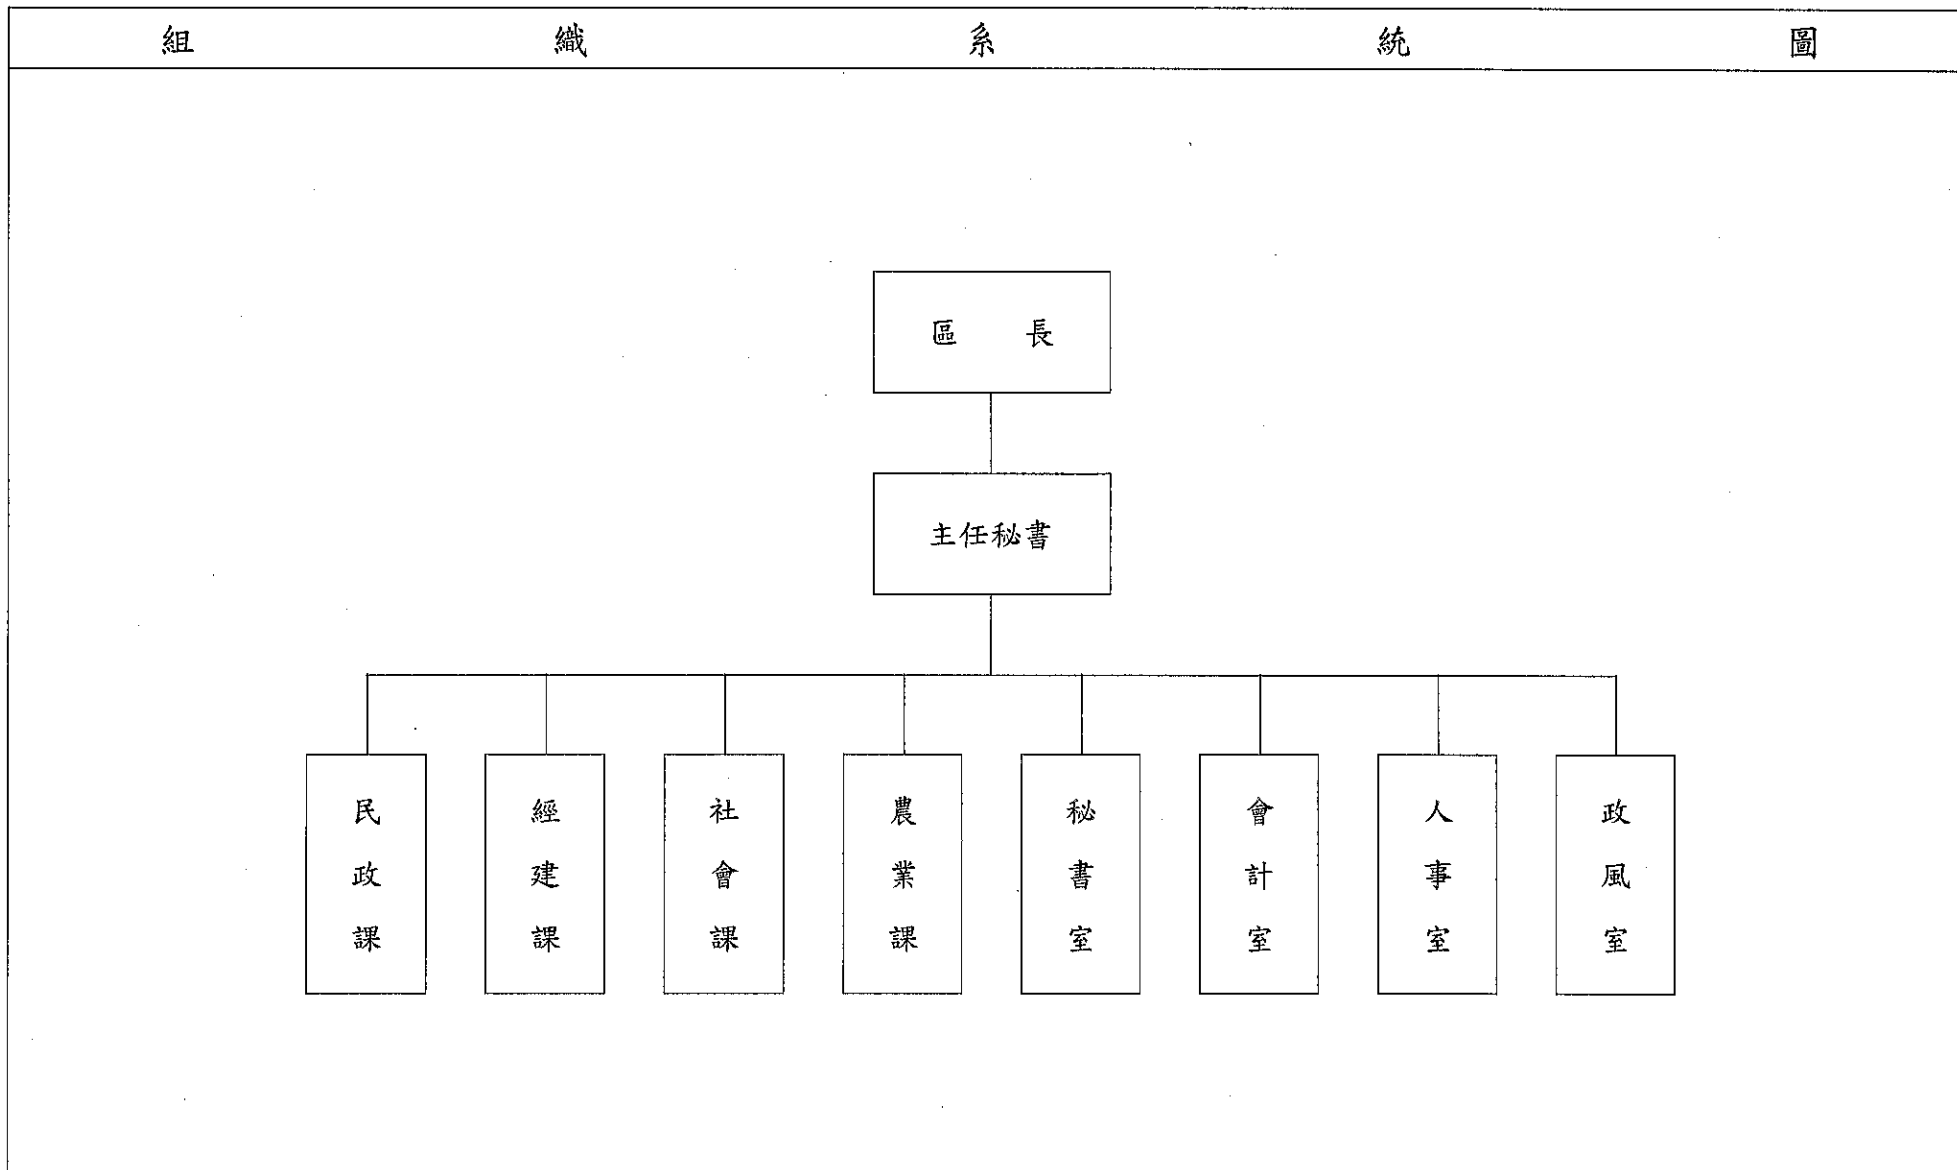 組織系統圖
區長
主任秘書
民政課
經建課
社會課
農業課
秘書室
會計室
人事室
政風室